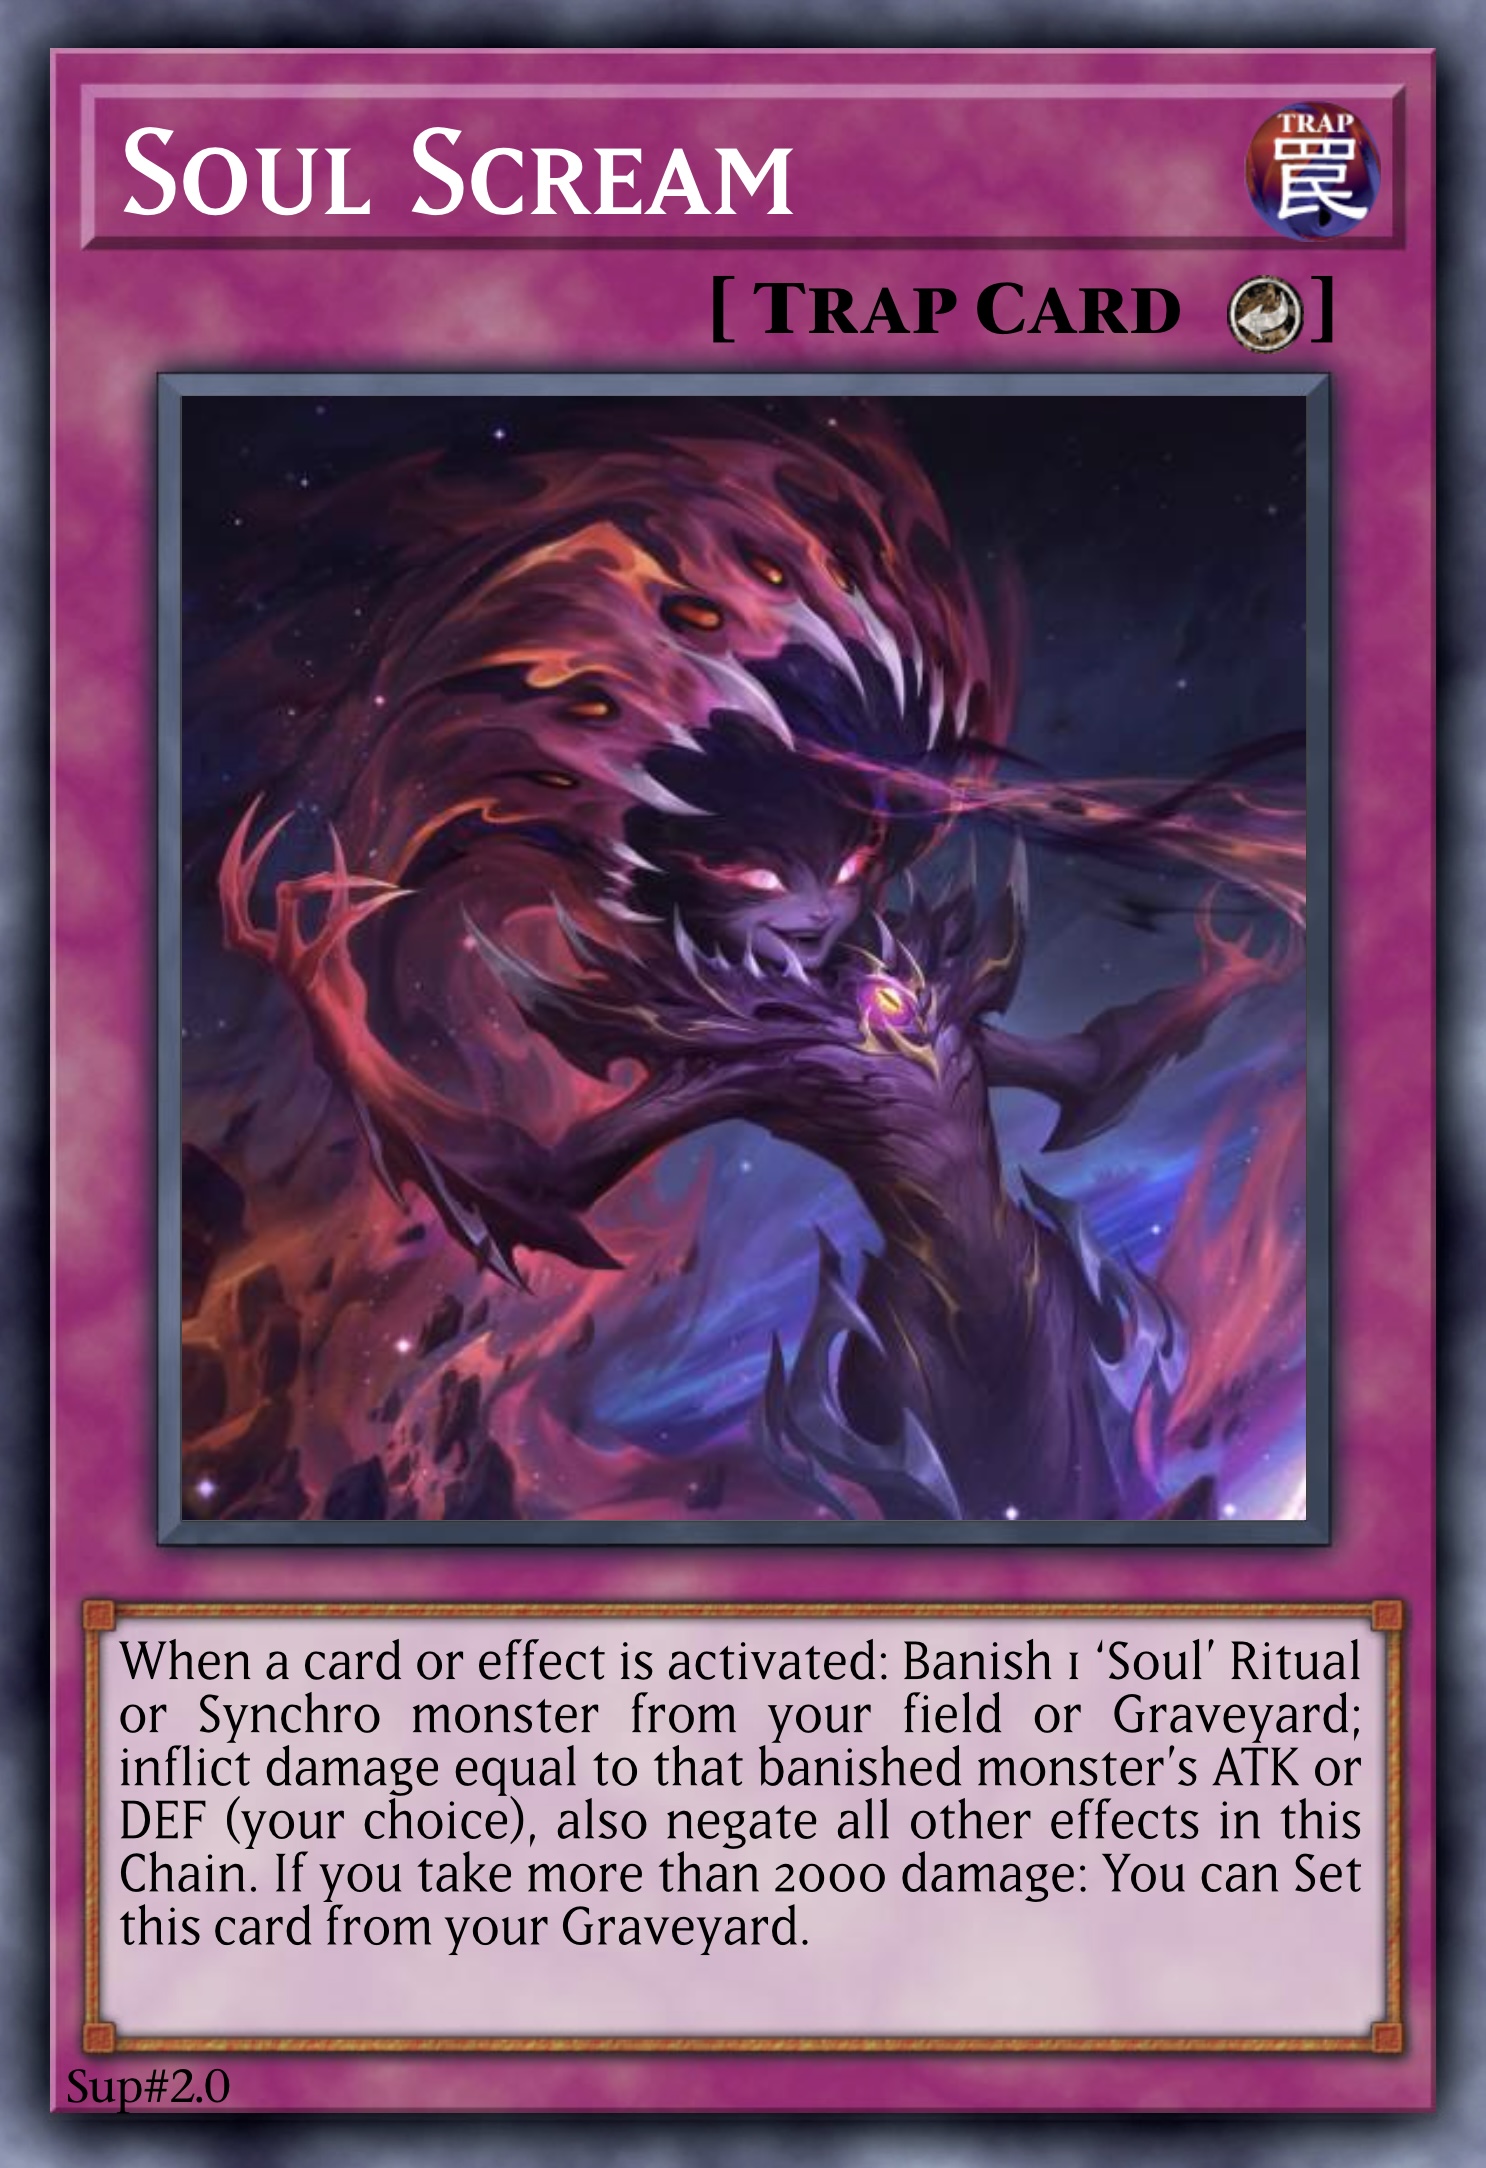 Soul Scream
TRAP
罠
[ Trap Card ]
When a card or effect is activated: Banish 1 ‘Soul’ Ritual
or Synchro monster from your field or Graveyard;
inflict damage equal to that banished monster's ATK or
DEF (your choice), also negate all other effects in this
Chain. If you take more than 2000 damage: You can Set
this card from your Graveyard.
Sup#2.0